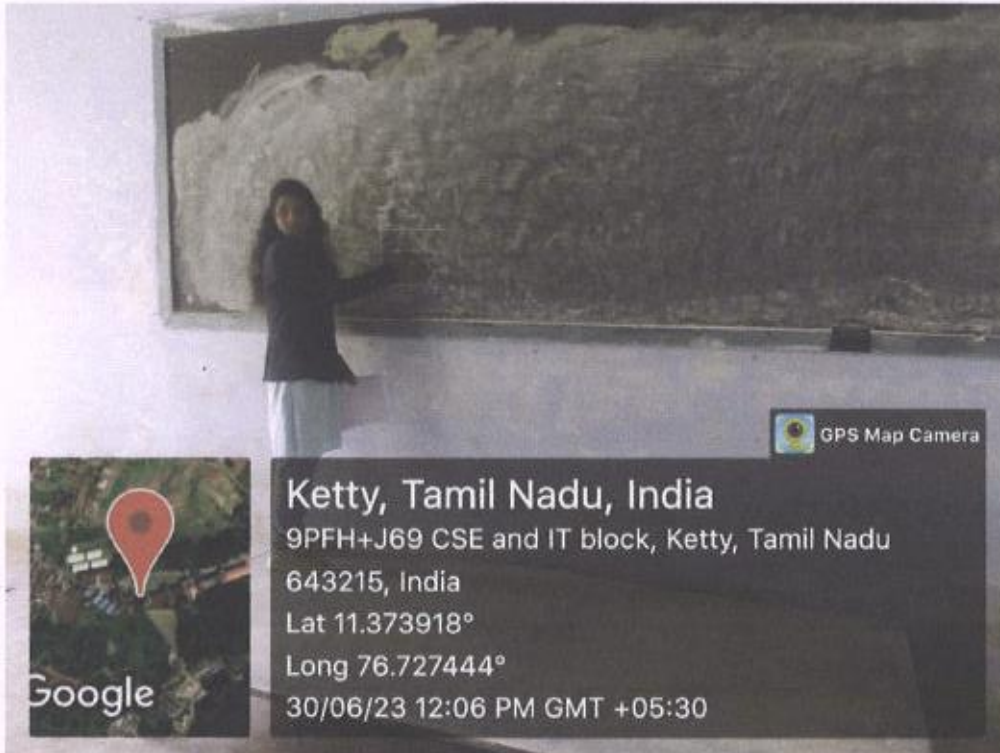 GPS Map Camera
Ketty, Tamil Nadu, India
9PFH+J69 CSE and IT block, Ketty, Tamil Nadu
643215, India
Lat 11.373918°
Long 76.727444°
30/06/23 12:06 PM GMT +05:30
Google